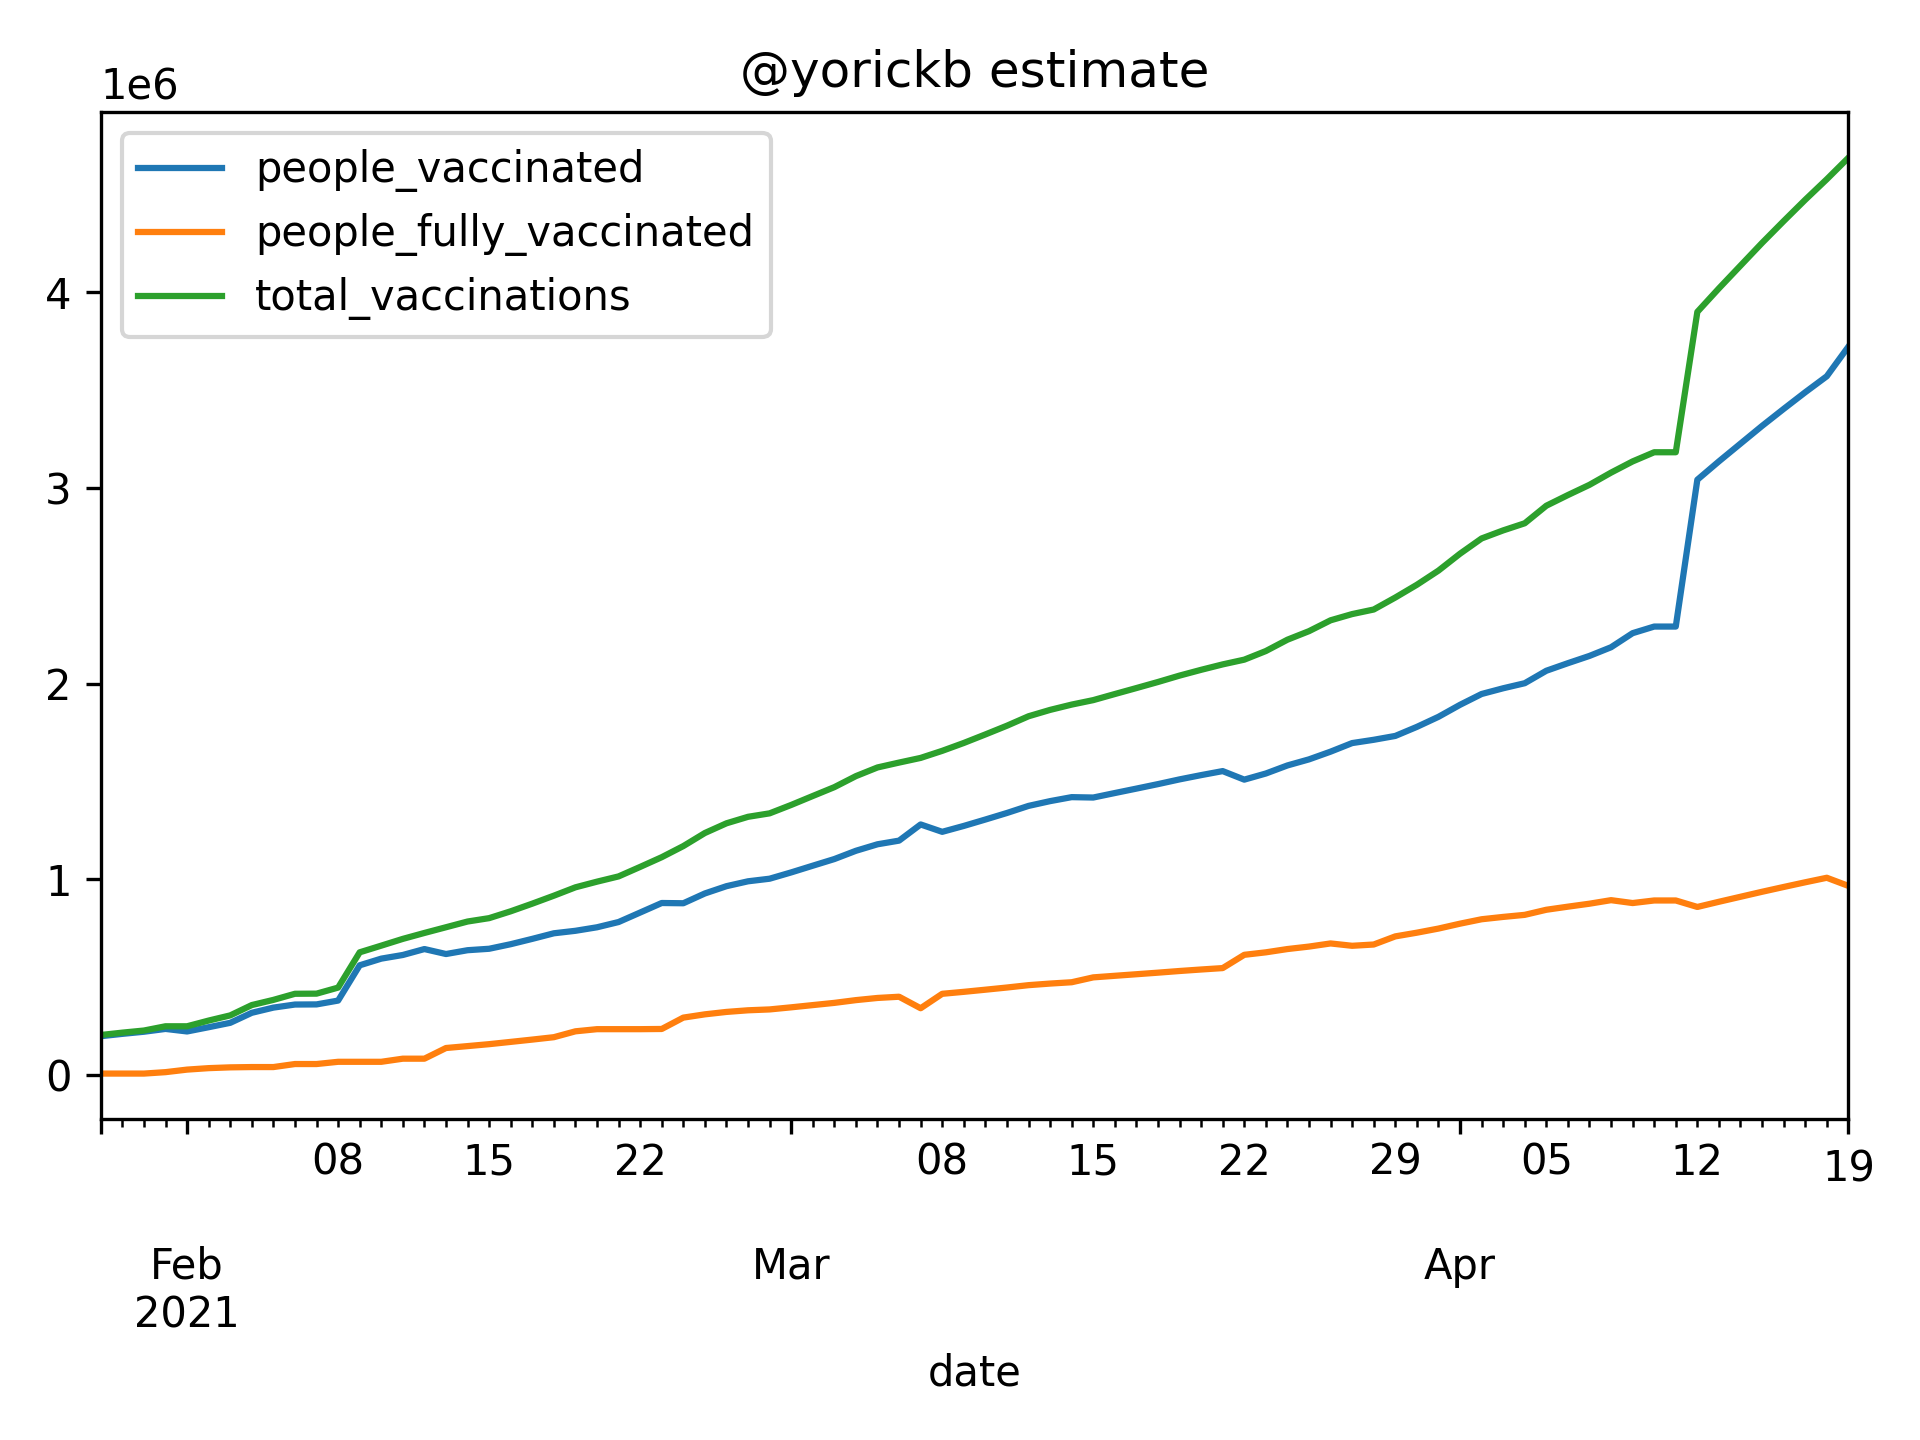 @yorickb estimate
1e6
people_vaccinated
people_fully_vaccinated
total_vaccinations
4
3
2
1
0
08 15 22 08 15 22 29 05 12 19
Feb Mar Apr
2021
date